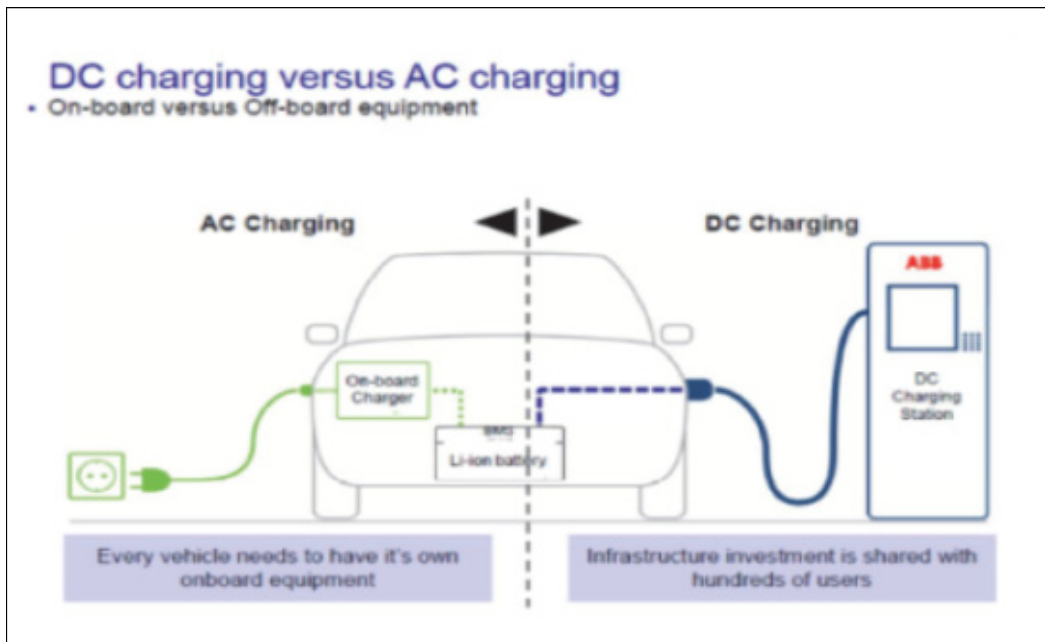 DC charging versus AC charging
• On-board versus Off-board equipment
AC Charging
DC Charging
ABB
On-board
Charger
DC
Charging
Station
BMS
Li-ion battery
Every vehicle needs to have it's own
onboard equipment
Infrastructure investment is shared with
hundreds of users